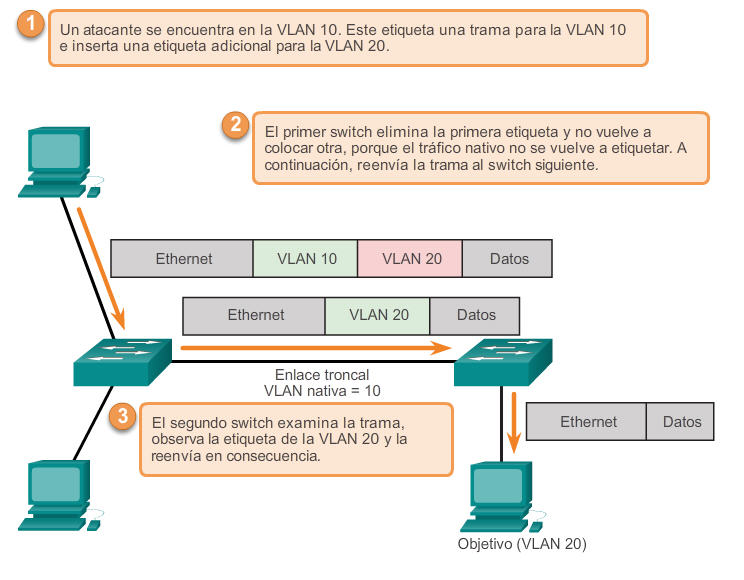 1
Un atacante se encuentra en la VLAN 10. Este etiqueta una trama para la VLAN 10
e inserta una etiqueta adicional para la VLAN 20.
2
El primer switch elimina la primera etiqueta y no vuelve a
colocar otra, porque el tráfico nativo no se vuelve a etiquetar. A
continuación, reenvía la trama al switch siguiente.
Ethernet VLAN 10 VLAN 20 Datos
Ethernet VLAN 20 Datos
Enlace troncal
VLAN nativa = 10
3
El segundo switch examina la trama,
observa la etiqueta de la VLAN 20 y la
reenvía en consecuencia.
Ethernet Datos
Objetivo (VLAN 20)